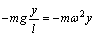 −mg y/l = −mω²y